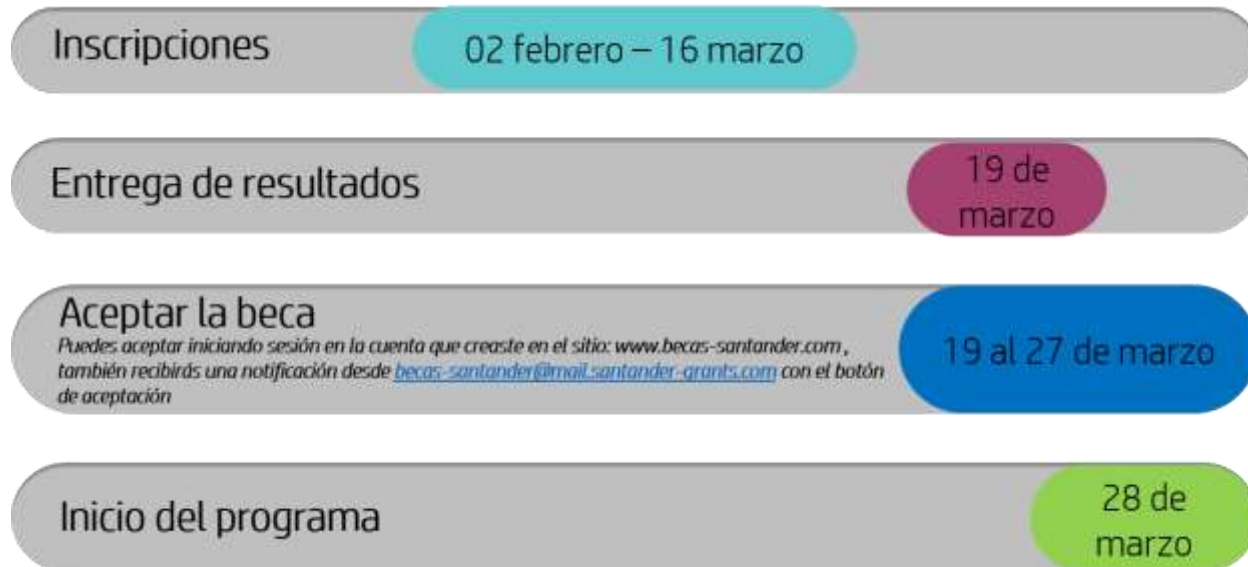 Inscripciones
02 febrero – 16 marzo
Entrega de resultados
19 de
marzo
Aceptar la beca
Puedes aceptar iniciando sesión en la cuenta que creaste en el sitio: www.becas-santander.com ,
también recibirás una notificación desde becas-santander@mail.santander-grants.com con el botón
de aceptación
19 al 27 de marzo
Inicio del programa
28 de
marzo